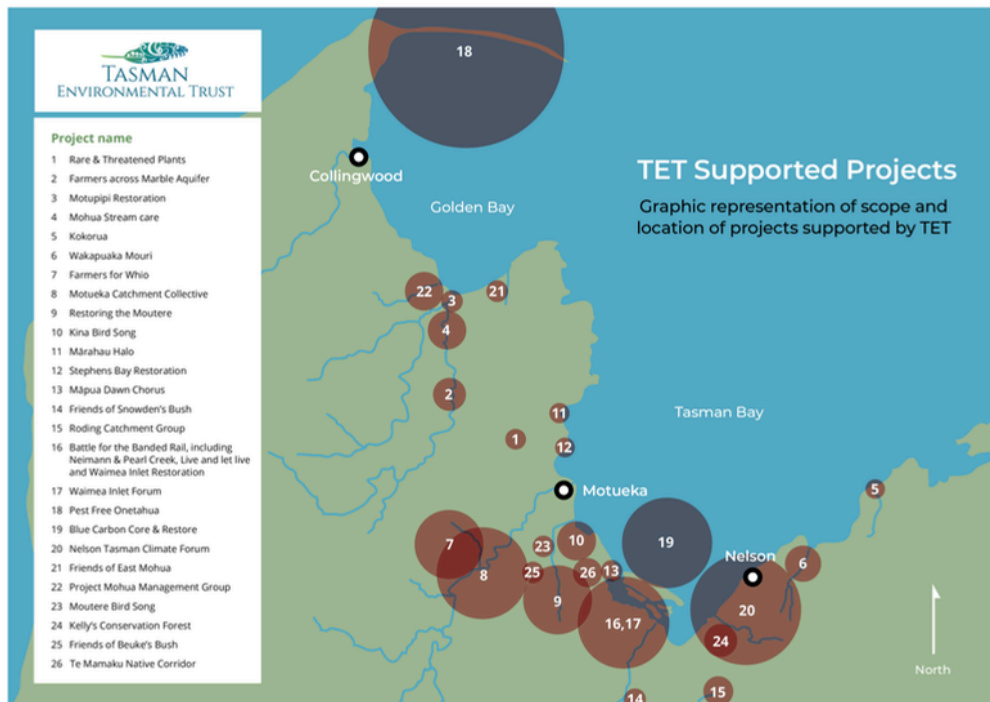 TASMAN
ENVIRONMENTAL TRUST
Project name
1 Rare & Threatened Plants
2 Farmers across Marble Aquifer
3 Motupipi Restoration
4 Mohua Stream care
5 Kokorua
6 Wakapuaka Mouri
7 Farmers for Whio
8 Motueka Catchment Collective
9 Restoring the Moutere
10 Kina Bird Song
11 Mārahau Halo
12 Stephens Bay Restoration
13 Māpua Dawn Chorus
14 Friends of Snowden's Bush
15 Roding Catchment Group
16 Battle for the Banded Rail, including
Neimann & Pearl Creek, Live and let live
and Waimea Inlet Restoration
17 Waimea Inlet Forum
18 Pest Free Onetahua
19 Blue Carbon Core & Restore
20 Nelson Tasman Climate Forum
21 Friends of East Mohua
22 Project Mohua Management Group
23 Moutere Bird Song
24 Kelly's Conservation Forest
25 Friends of Beuke's Bush
26 Te Mamaku Native Corridor
TET Supported Projects
Graphic representation of scope and
location of projects supported by TET
18
Collingwood
Golden Bay
22
3
21
4
2
Tasman Bay
11
1
12
Motueka
5
7
8
23
10
19
Nelson
6
25
26
13
9
16,17
20
24
14
15
North